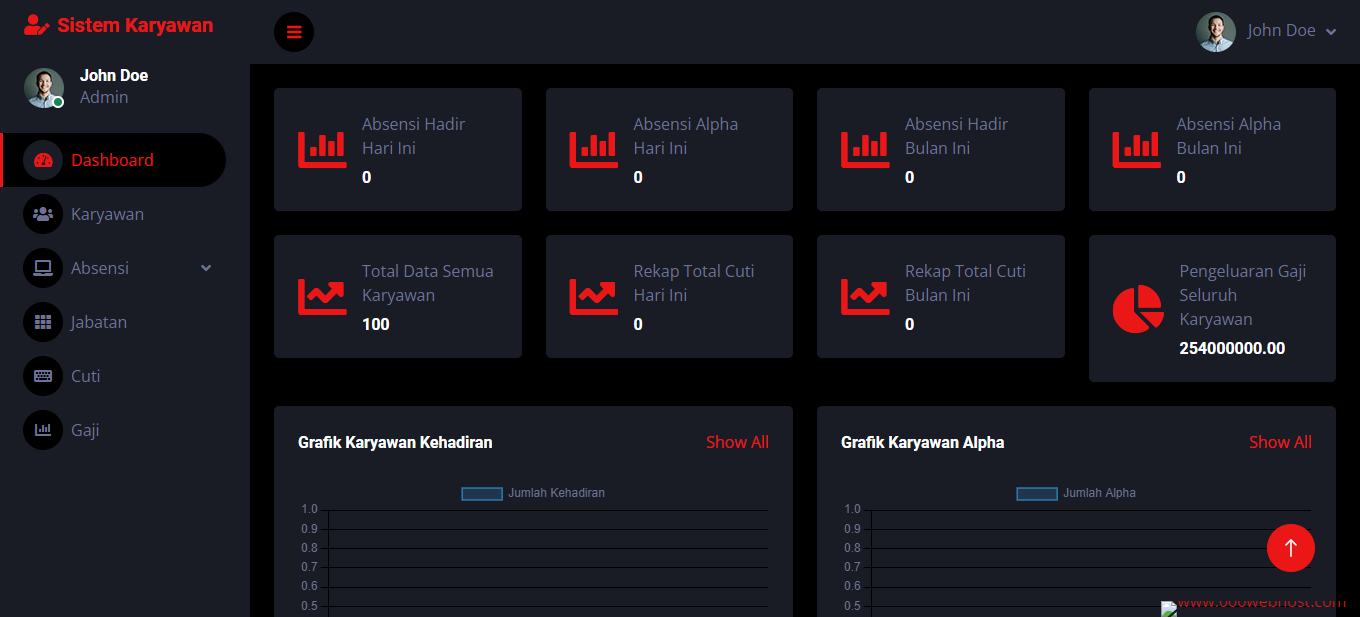 Sistem Karyawan
John Doe
John Doe
Admin
Dashboard
Karyawan
Absensi
Jabatan
Cuti
Gaji
Absensi Hadir
Hari Ini
0
Absensi Alpha
Hari Ini
0
Absensi Hadir
Bulan Ini
0
Absensi Alpha
Bulan Ini
0
Total Data Semua
Karyawan
100
Rekap Total Cuti
Hari Ini
0
Rekap Total Cuti
Bulan Ini
0
Pengeluaran Gaji
Seluruh
Karyawan
254000000.00
Grafik Karyawan Kehadiran
Show All
Jumlah Kehadiran
1.0
0.9
0.8
0.7
0.6
0.5
Grafik Karyawan Alpha
Show All
Jumlah Alpha
1.0
0.9
0.8
0.7
0.6
0.5